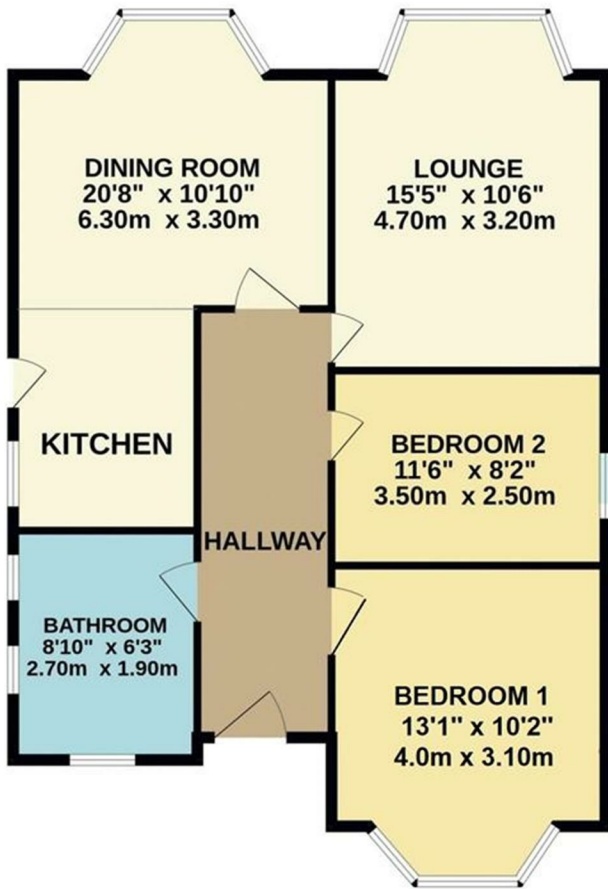 DINING ROOM
20'8" x 10'10"
6.30m x 3.30m
LOUNGE
15'5" x 10'6"
4.70m x 3.20m
KITCHEN
BEDROOM 2
11'6" x 8'2"
3.50m x 2.50m
HALLWAY
BATHROOM
8'10" x 6'3"
2.70m x 1.90m
BEDROOM 1
13'1" x 10'2"
4.0m x 3.10m